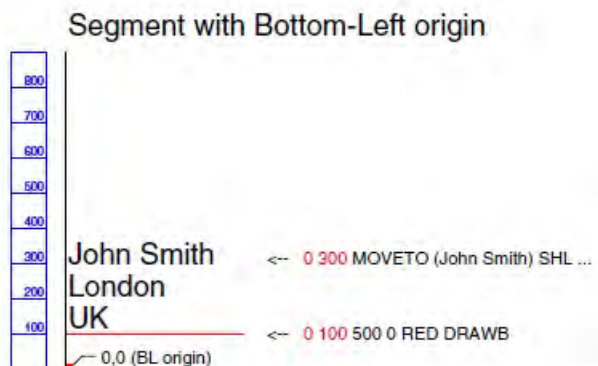 Segment with Bottom-Left origin
800
700
600
500
400
300
200
100
John Smith
London
UK
<-- 0 300 MOVETO (John Smith) SHL ...
<-- 0 100 500 0 RED DRAWB
0,0 (BL origin)